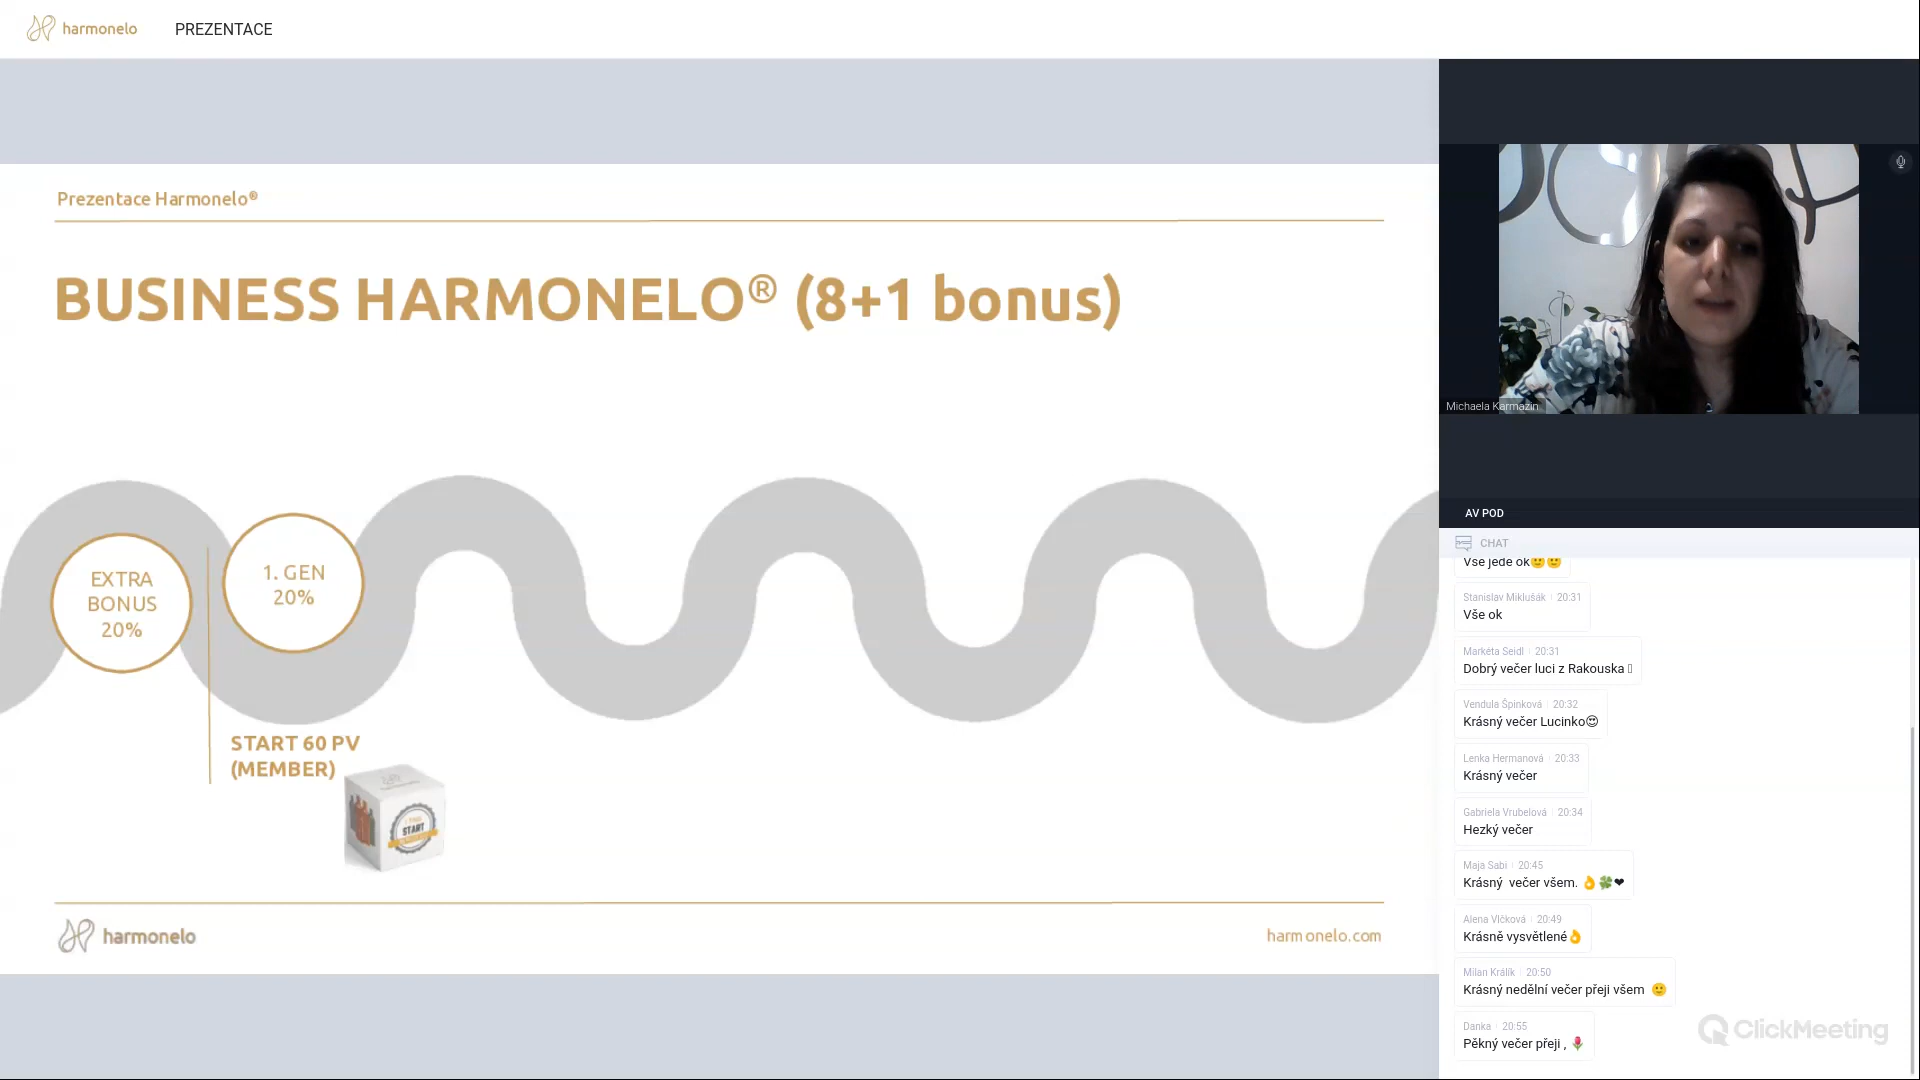 harmonelo
PREZENTACE
Prezentace Harmonelo®
BUSINESS HARMONELO® (8+1 bonus)
EXTRA
BONUS
20%
1. GEN
20%
START 60 PV
(MEMBER)
START
harmonelo
harmonelo.com
Michaela Karmazin
AV POD
CHAT
Vše jede ok🙂🙂
Stanislav Miklušák 20:31
Vše ok
Markéta Seidl 20:31
Dobrý večer luci z Rakouska
Vendula Špinková 20:32
Krásný večer Lucinko😍
Lenka Hermanová 20:33
Krásný večer
Gabriela Vrubelová 20:34
Hezký večer
Maja Sabi 20:45
Krásný večer všem. 👌🍀❤
Alena Vlčková 20:49
Krásně vysvětlené👌
Milan Králík 20:50
Krásný nedělní večer přeji všem 🙂
Danka 20:55
Pěkný večer přeji , 🌷
ClickMeeting